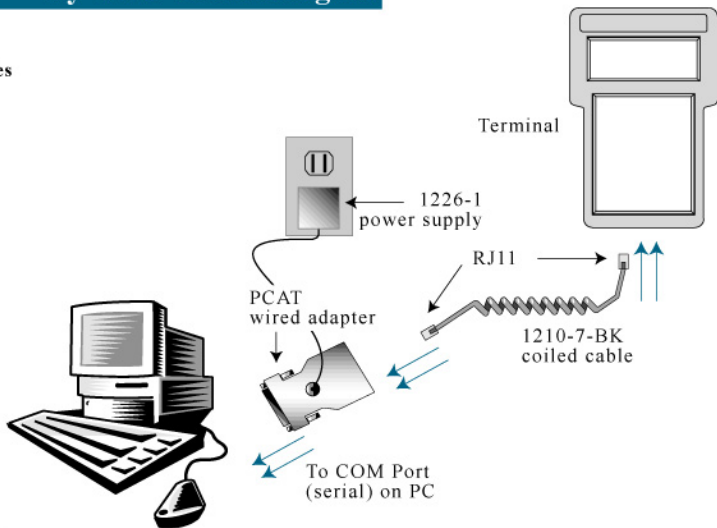 Terminal
1226-1
power supply
RJ11
PCAT
wired adapter
1210-7-BK
coiled cable
To COM Port
(serial) on PC